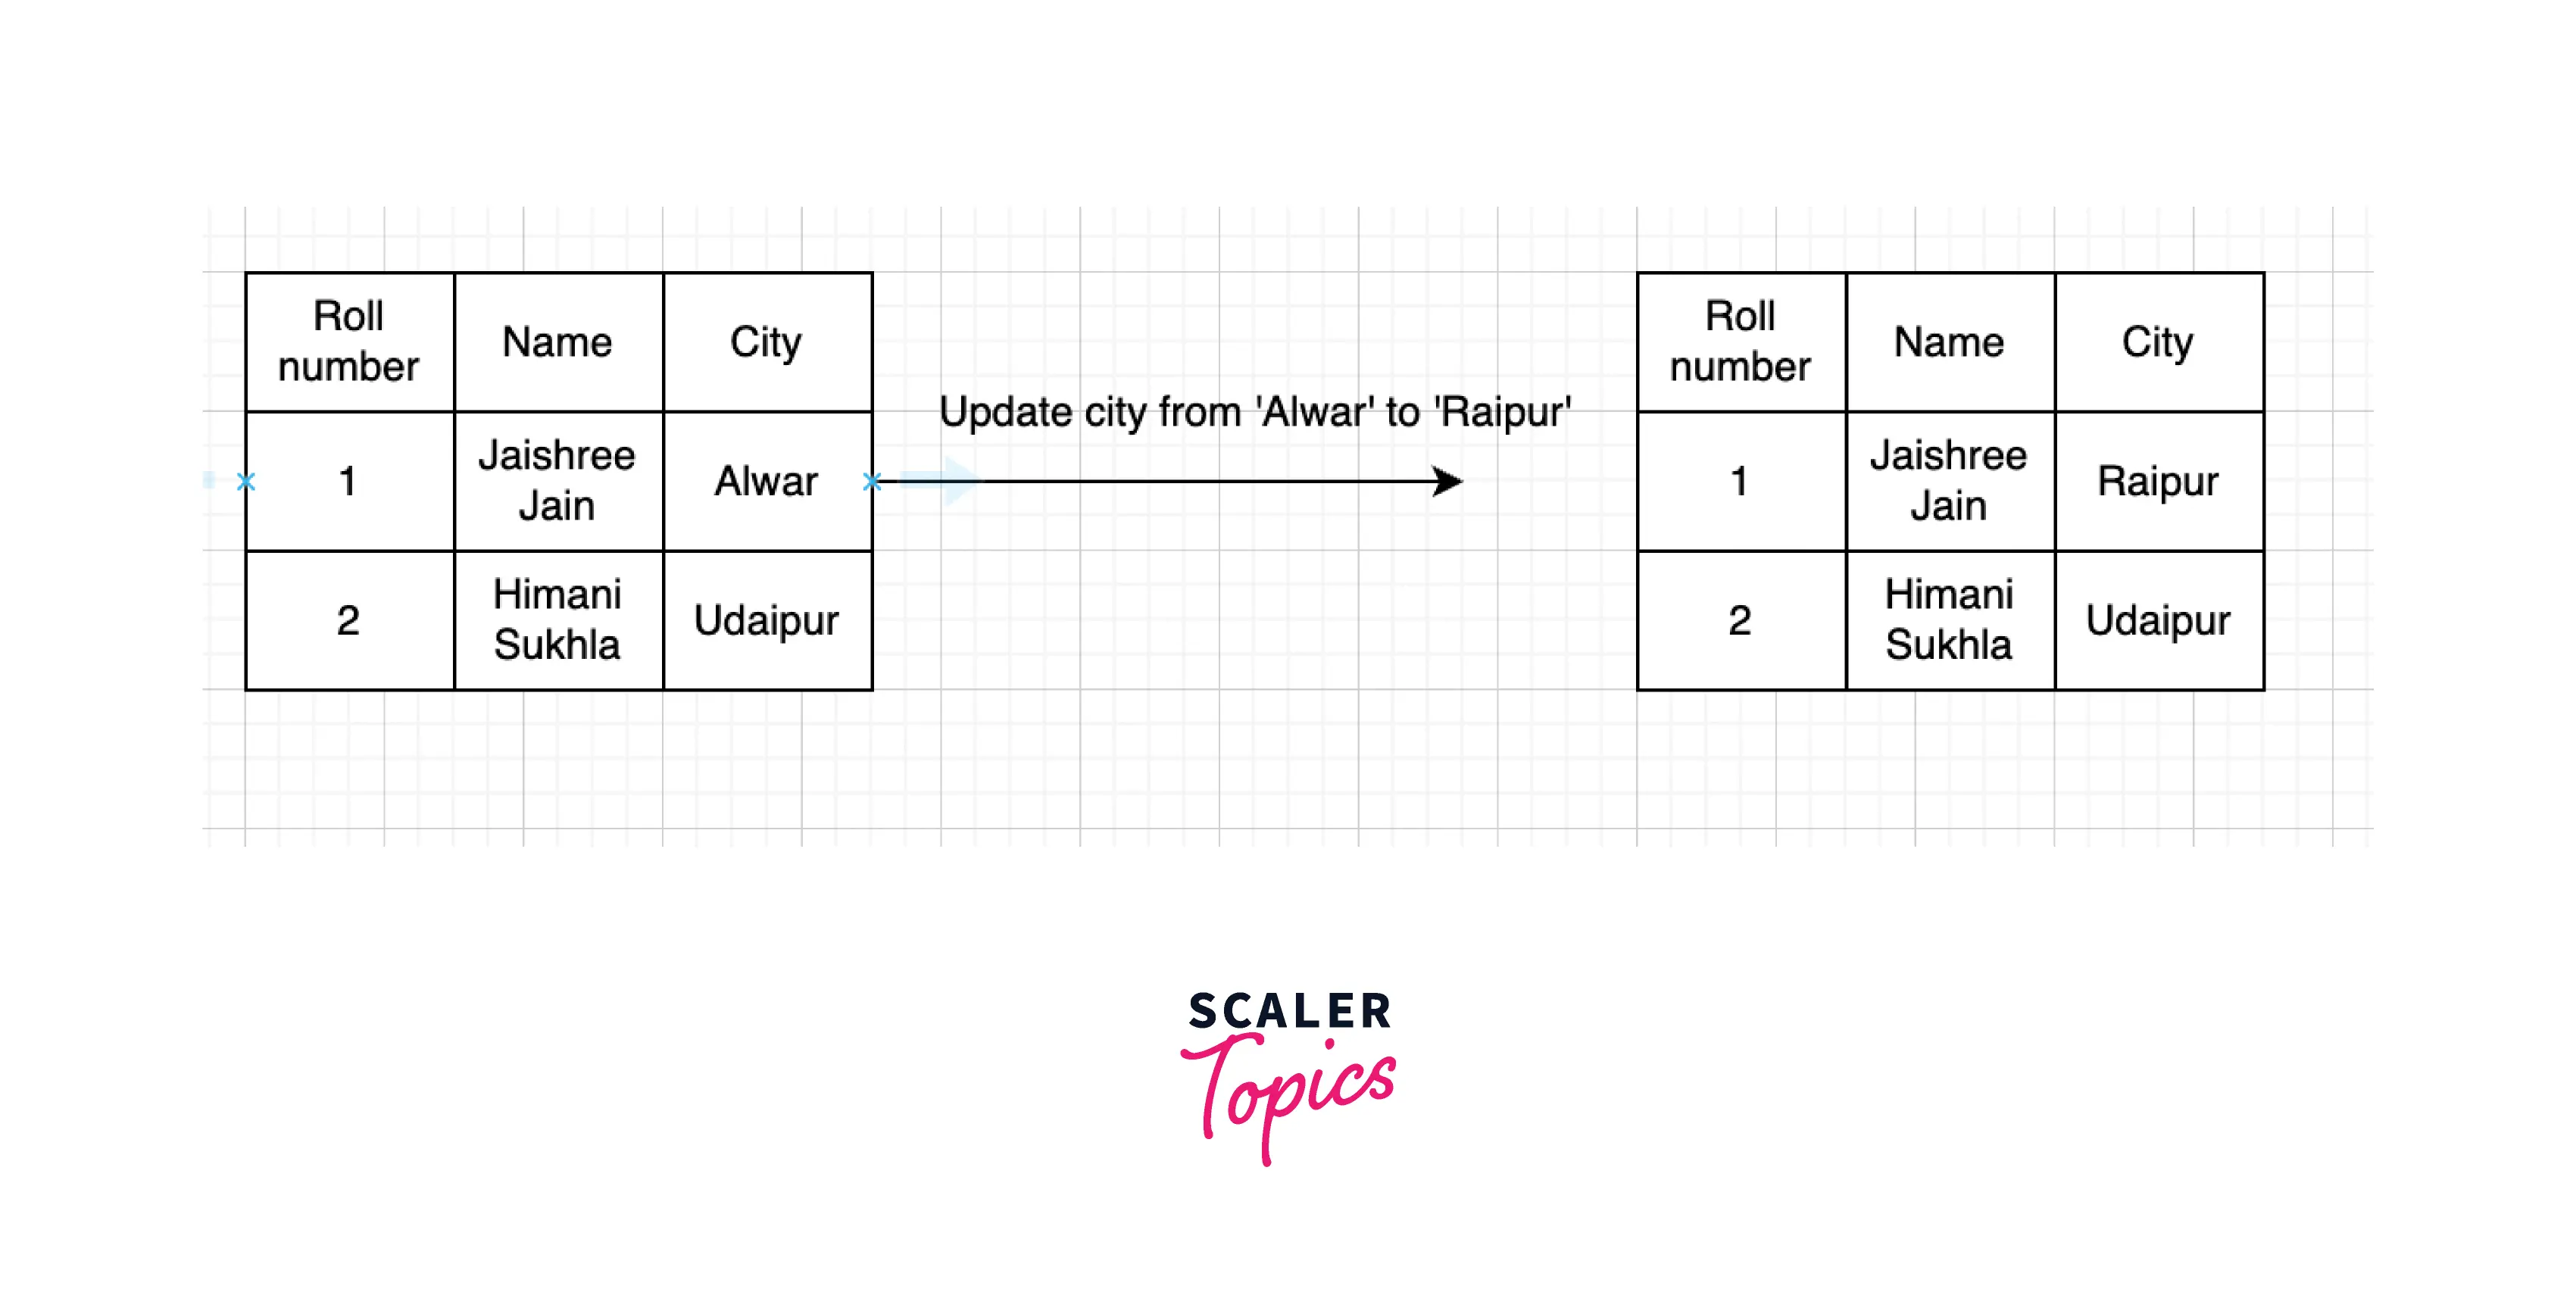 Roll
number
Name
City
1
Jaishree
Jain
Alwar
2
Himani
Sukhla
Udaipur
Update city from 'Alwar' to 'Raipur'
Roll
number
Name
City
1
Jaishree
Jain
Raipur
2
Himani
Sukhla
Udaipur
SCALER
Topics